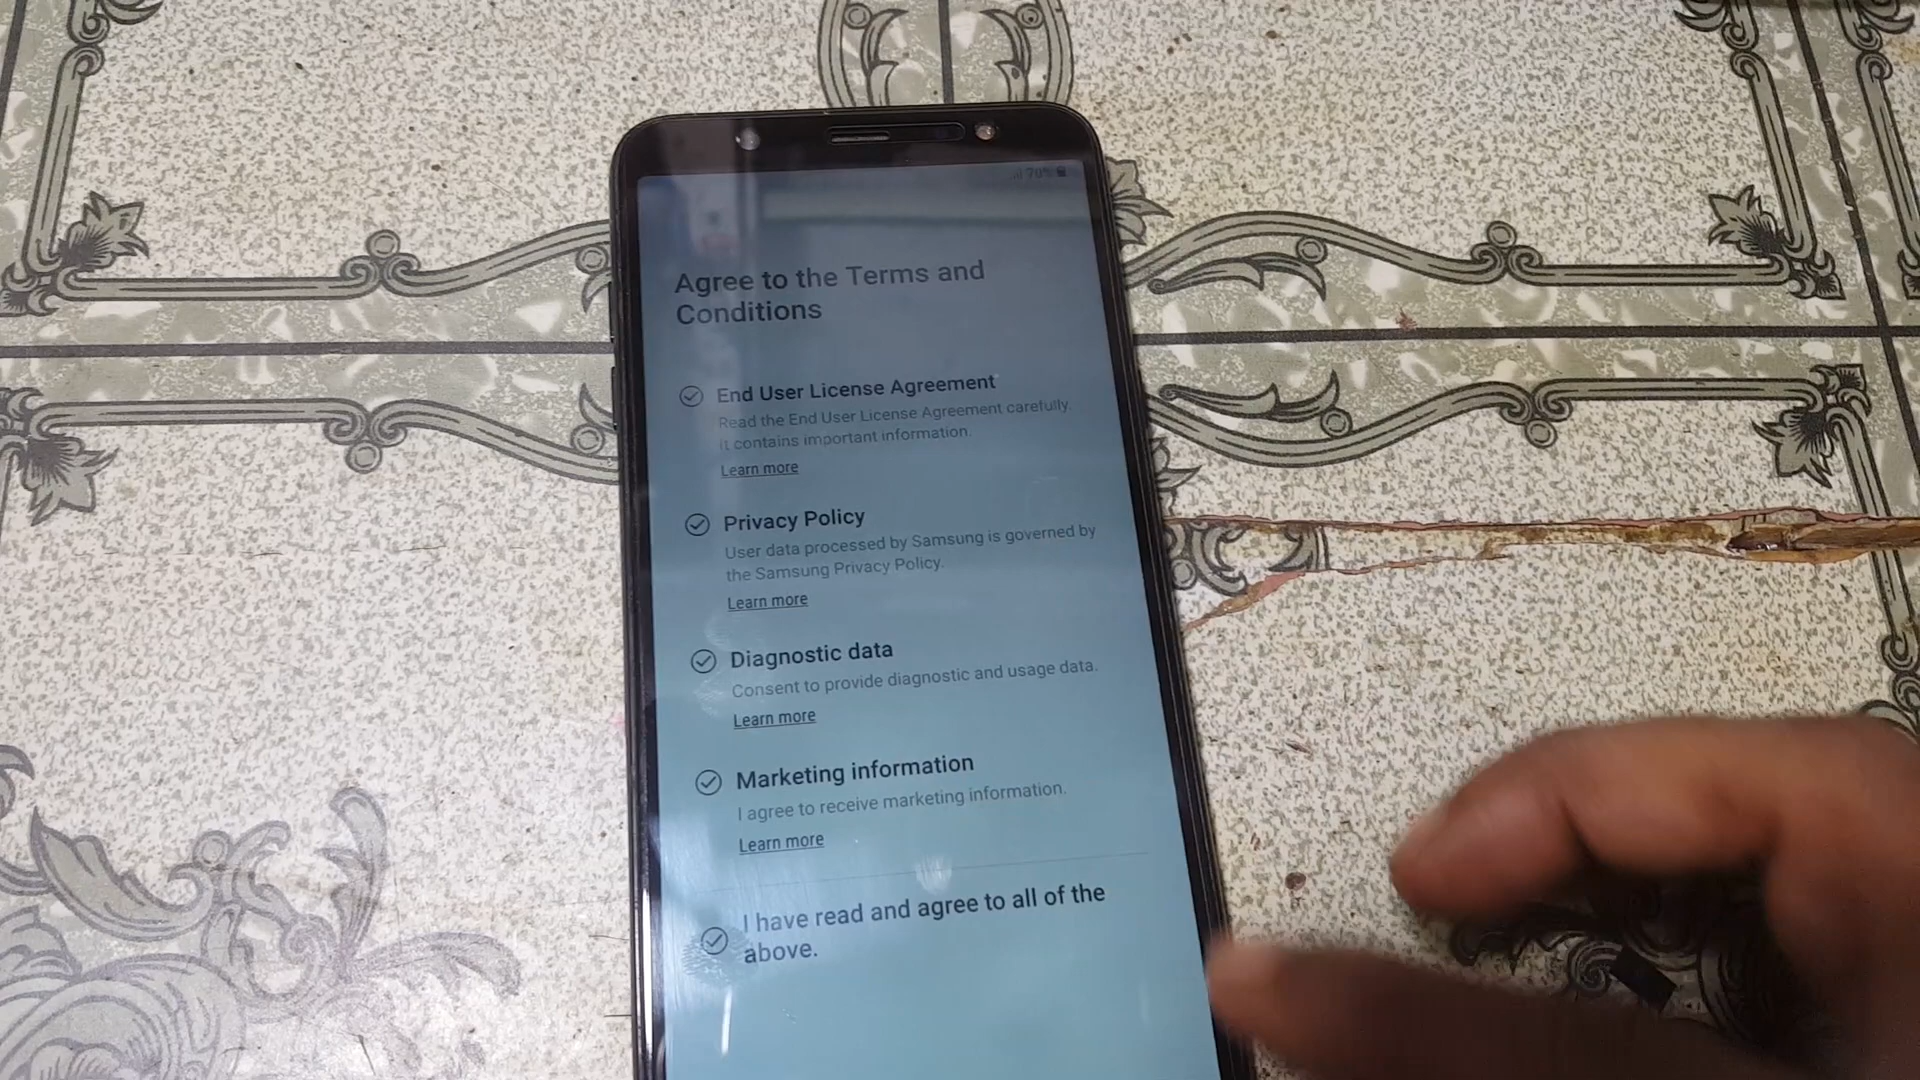 70%
Agree to the Terms and
Conditions
End User License Agreement
Read the End User License Agreement carefully.
it contains important information.
Learn more
Privacy Policy
User data processed by Samsung is governed by
the Samsung Privacy Policy.
Learn more
Diagnostic data
Consent to provide diagnostic and usage data.
Learn more
Marketing information
I agree to receive marketing information.
Learn more
I have read and agree to all of the
above.